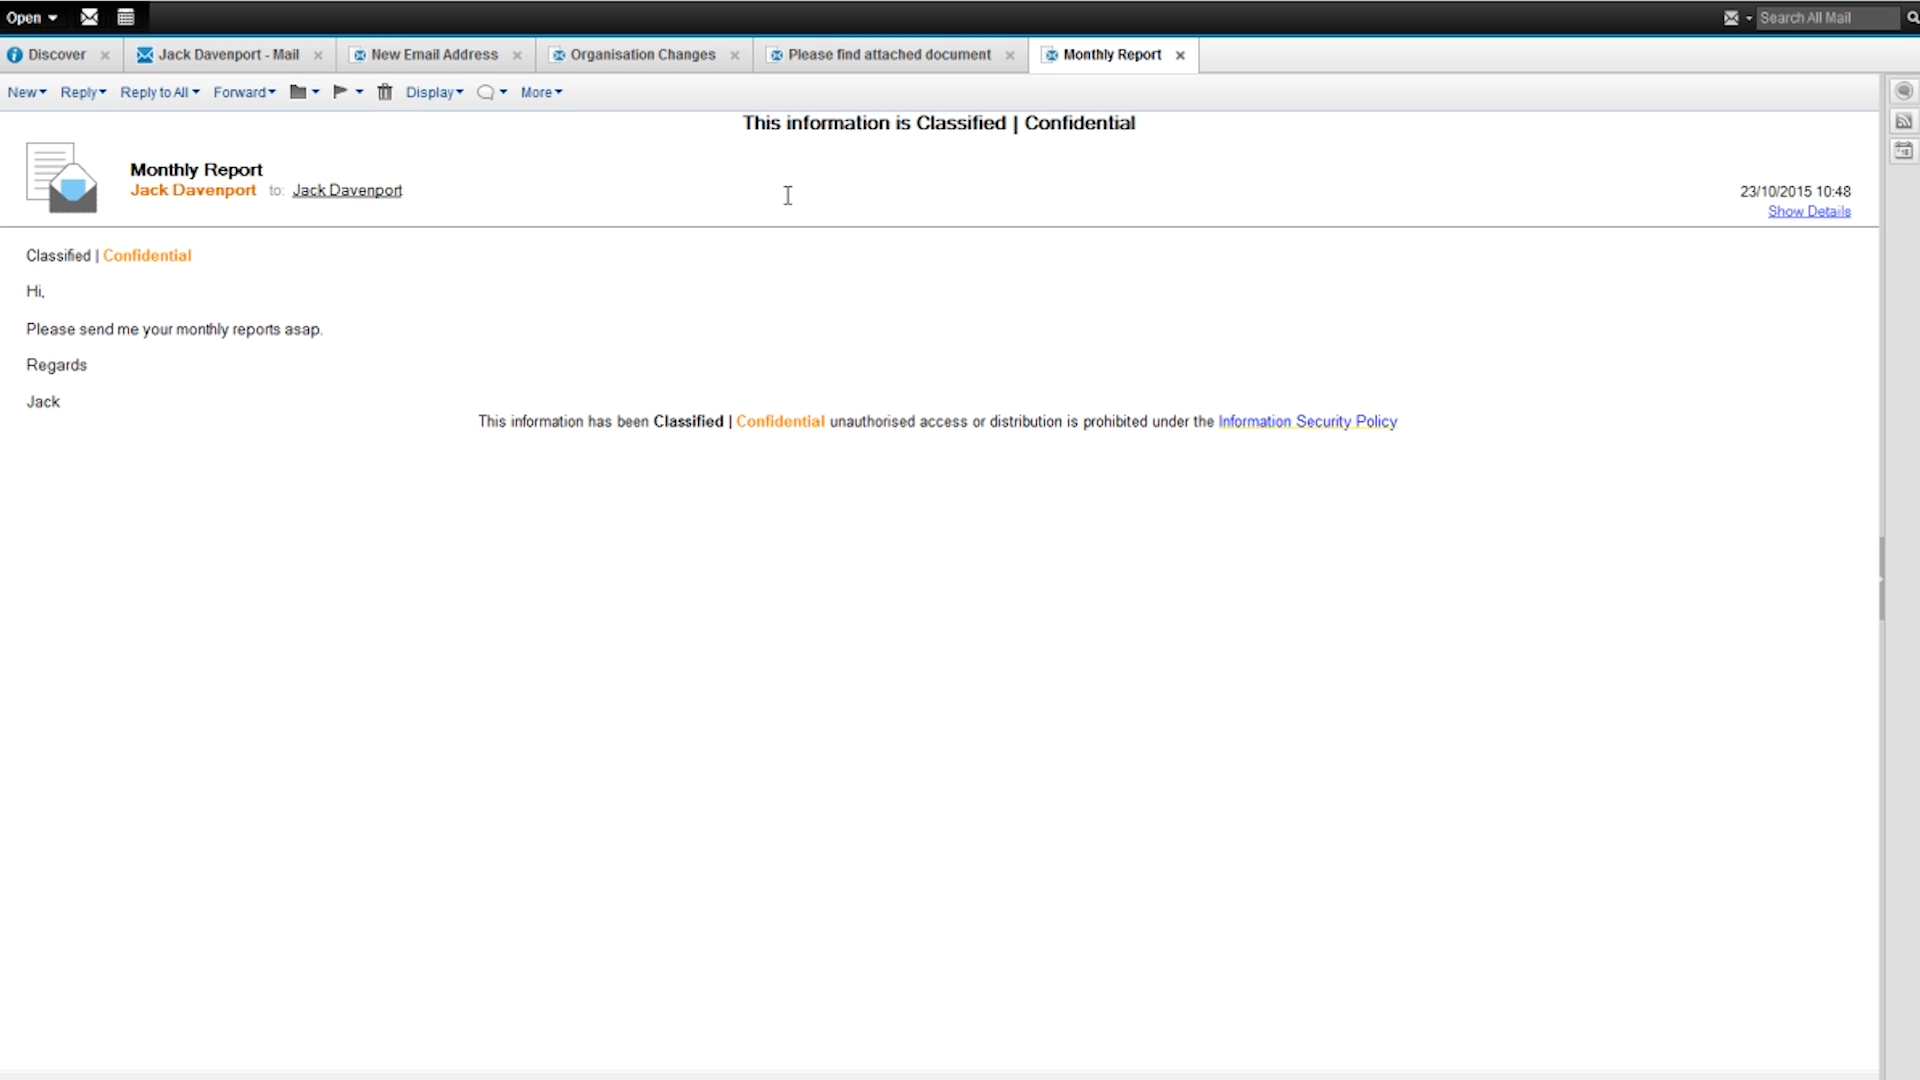 Open
Search All Mail
Discover
Jack Davenport - Mail
New Email Address
Organisation Changes
Please find attached document
Monthly Report
New
Reply
Reply to All
Forward
Display
More
This information is Classified | Confidential
Monthly Report
Jack Davenport to: Jack Davenport
23/10/2015 10:48
Show Details
Classified | Confidential
Hi,
Please send me your monthly reports asap.
Regards
Jack
This information has been Classified | Confidential unauthorised access or distribution is prohibited under the Information Security Policy